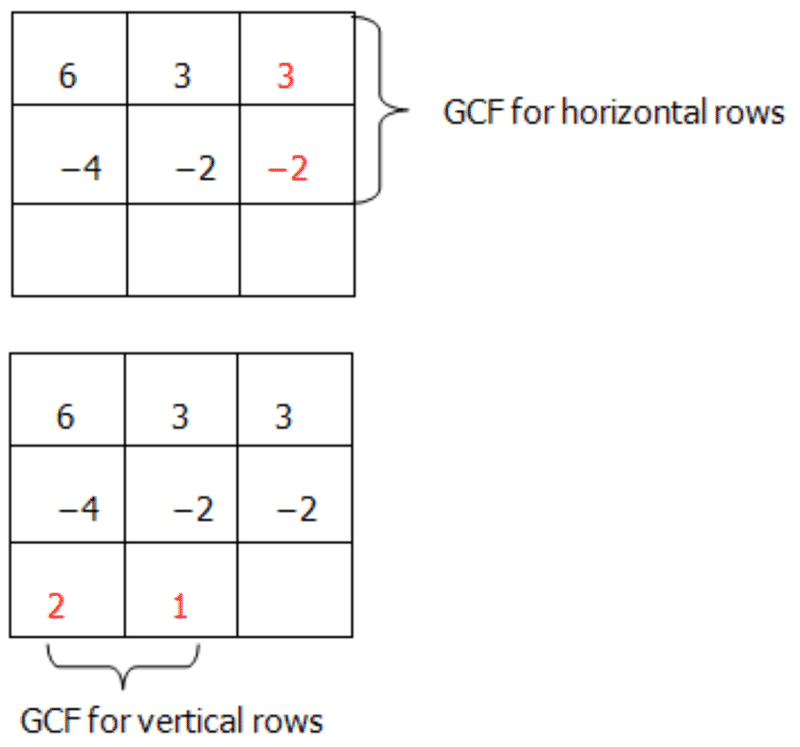 6 3 3
GCF for horizontal rows
−4 −2 −2
6 3 3
−4 −2 −2
2 1
GCF for vertical rows